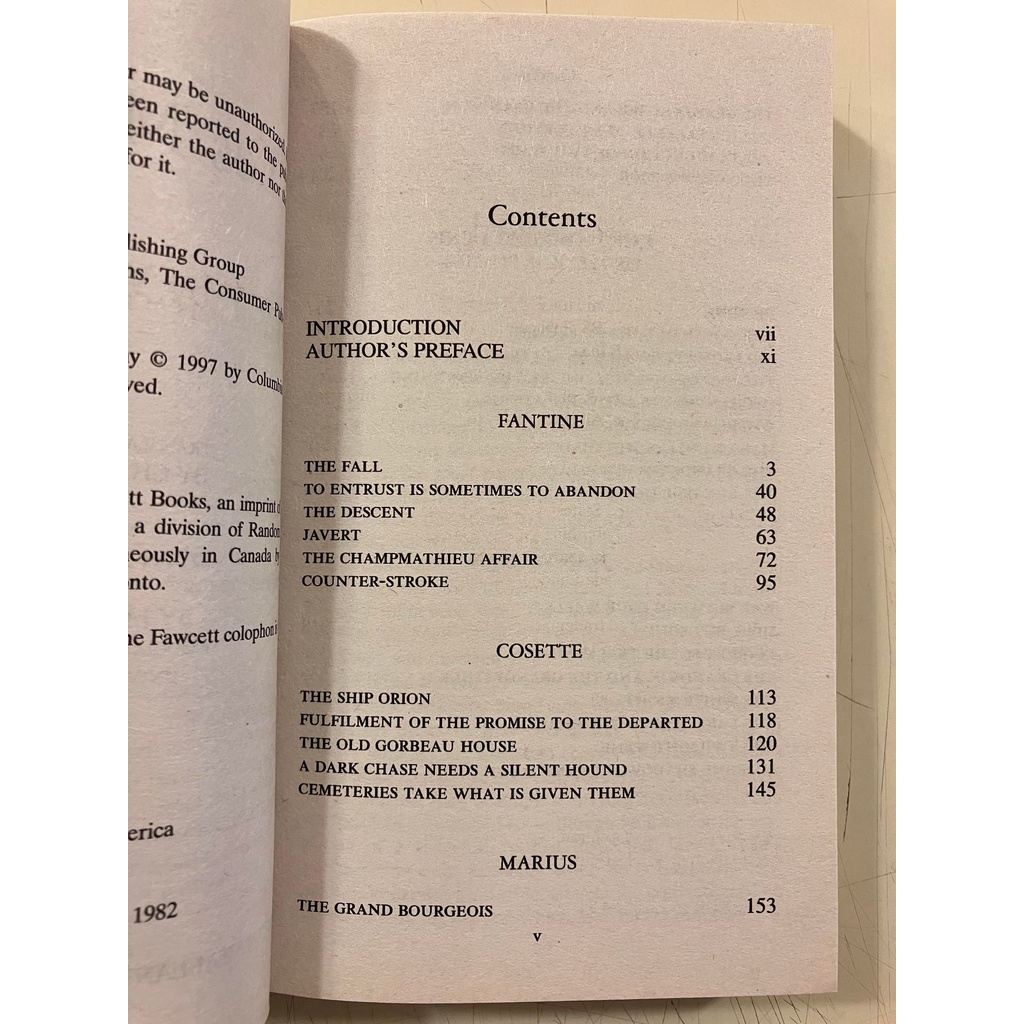 r may be unauthorized,
een reported to the
either the author nor
for it.
lishing Group
ns, The Consumer
y © 1997 by
ved.
tt Books, an imprint
a division of
neously in Canada
onto.
he Fawcett colophon
erica
1982
Contents
INTRODUCTION vii
AUTHOR'S PREFACE xi
FANTINE
THE FALL 3
TO ENTRUST IS SOMETIMES TO ABANDON 40
THE DESCENT 48
JAVERT 63
THE CHAMPMATHIEU AFFAIR 72
COUNTER-STROKE 95
COSETTE
THE SHIP ORION 113
FULFILMENT OF THE PROMISE TO THE DEPARTED 118
THE OLD GORBEAU HOUSE 120
A DARK CHASE NEEDS A SILENT HOUND 131
CEMETERIES TAKE WHAT IS GIVEN THEM 145
MARIUS
THE GRAND BOURGEOIS 153
v